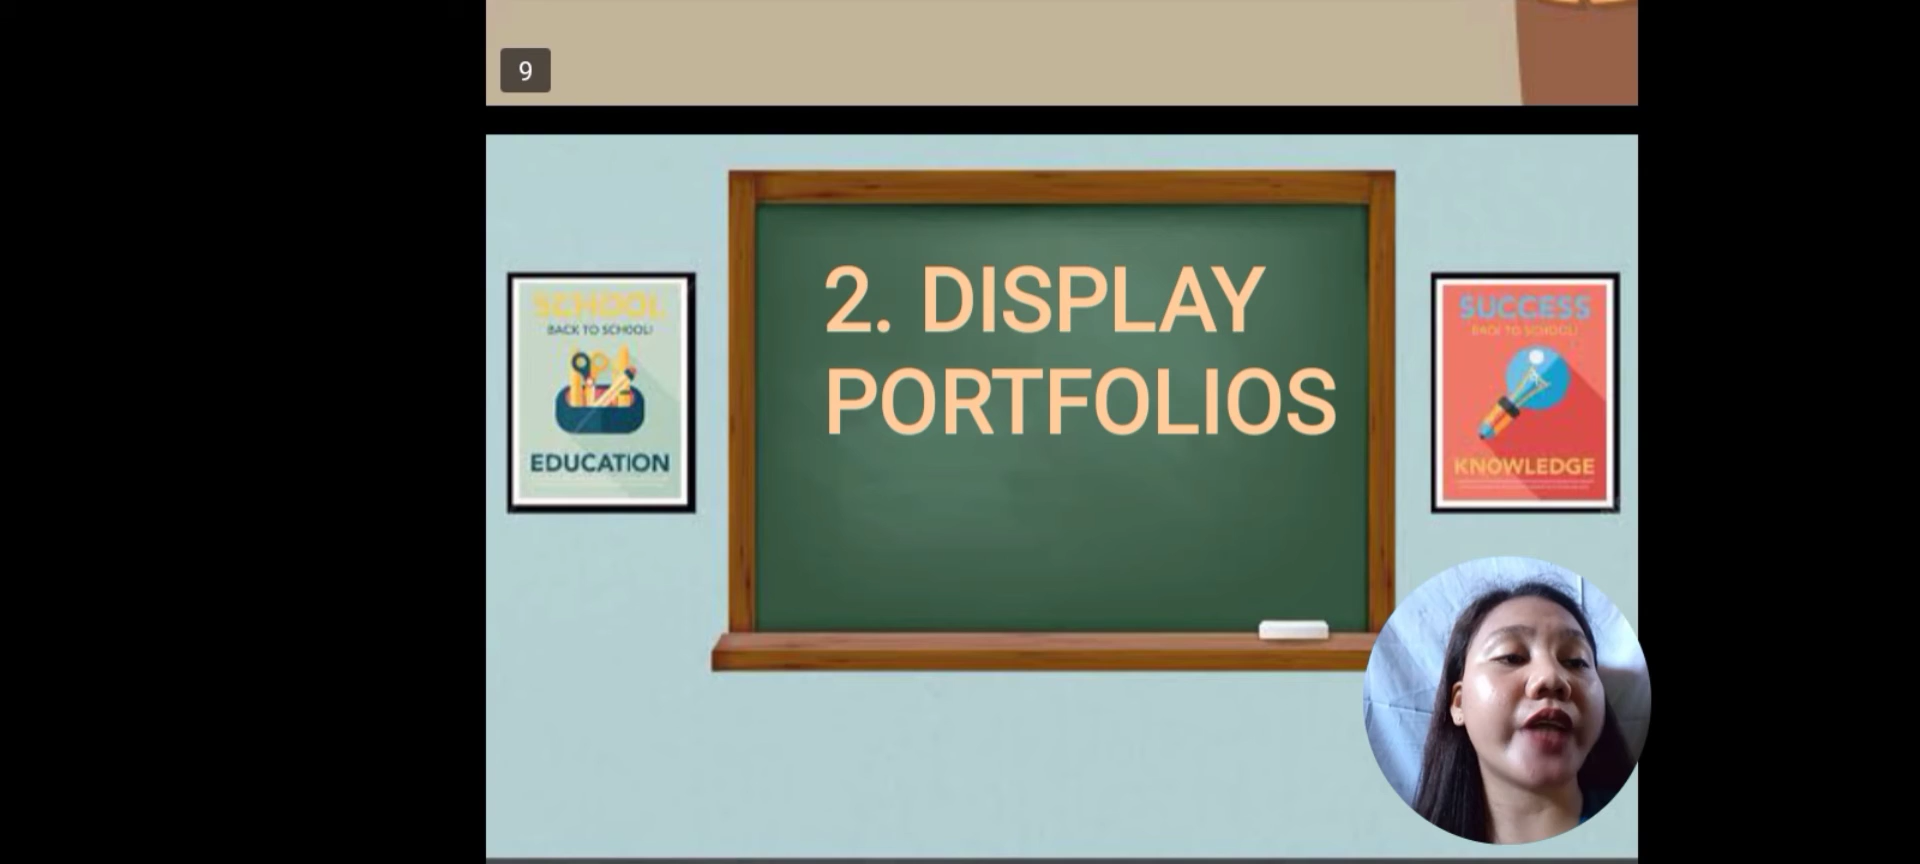 9
2. DISPLAY
PORTFOLIOS
SCHOOL
BACK TO SCHOOL!
EDUCATION
SUCCESS
BACK TO SCHOOL!
KNOWLEDGE